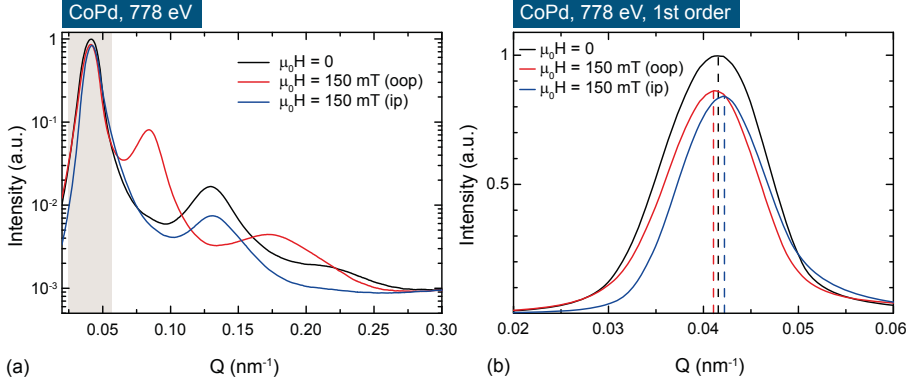 CoPd, 778 eV
μ₀H = 0
μ₀H = 150 mT (oop)
μ₀H = 150 mT (ip)
1
10⁻¹
10⁻²
10⁻³
Intensity (a.u.)
0.05 0.10 0.15 0.20 0.25 0.30
Q (nm⁻¹)
(a)
CoPd, 778 eV, 1st order
μ₀H = 0
μ₀H = 150 mT (oop)
μ₀H = 150 mT (ip)
1
0.5
Intensity (a.u.)
0.02 0.03 0.04 0.05 0.06
Q (nm⁻¹)
(b)